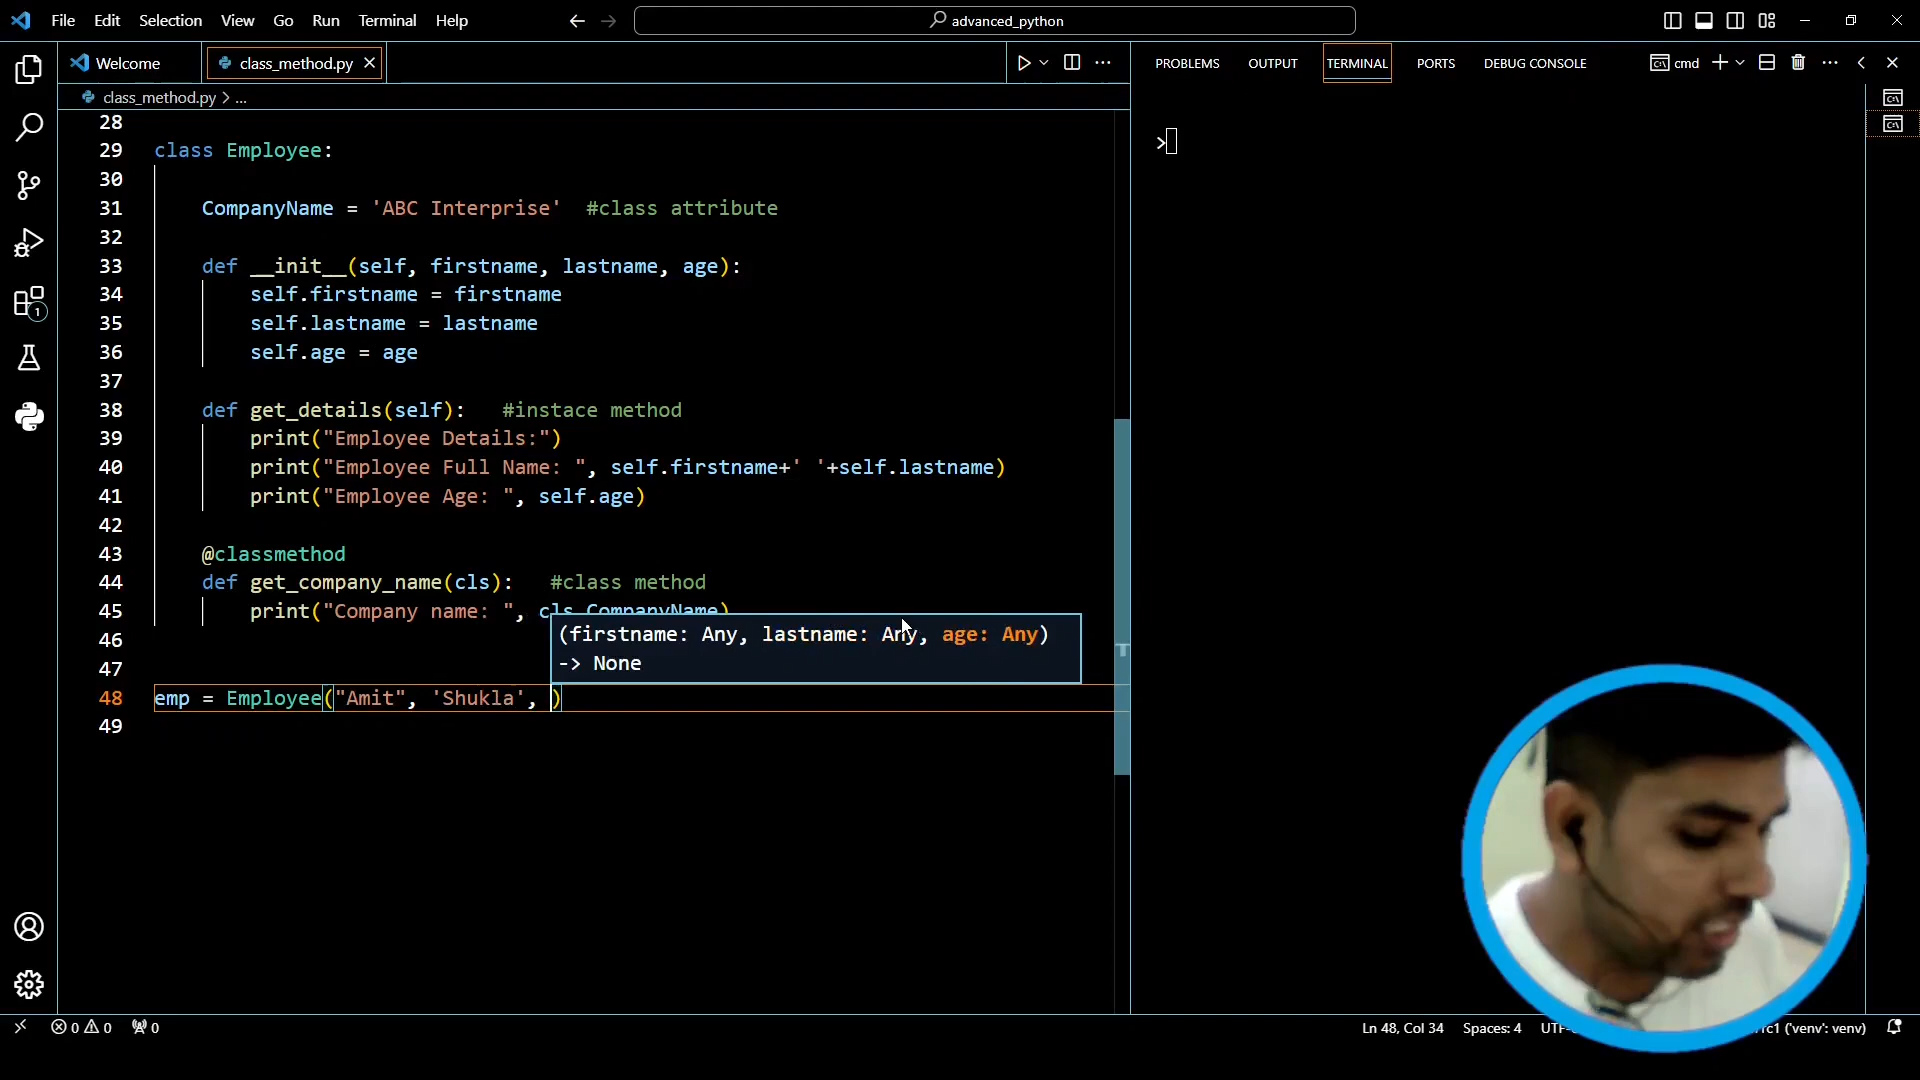 File Edit Selection View Go Run Terminal Help
advanced_python
Welcome
class_method.py
PROBLEMS OUTPUT TERMINAL PORTS DEBUG CONSOLE
cmd
class_method.py > ...
28
29 class Employee:
30
31 CompanyName = 'ABC Interprise' #class attribute
32
33 def __init__(self, firstname, lastname, age):
34 self.firstname = firstname
35 self.lastname = lastname
36 self.age = age
37
38 def get_details(self): #instace method
39 print("Employee Details:")
40 print("Employee Full Name: ", self.firstname+' '+self.lastname)
41 print("Employee Age: ", self.age)
42
43 @classmethod
44 def get_company_name(cls): #class method
45 print("Company name: ", cls.CompanyName)
46
(firstname: Any, lastname: Any, age: Any)
-> None
47
48 emp = Employee("Amit", 'Shukla', )
49
>
1
0 0 0
Ln 48, Col 34 Spaces: 4 ('venv': venv)